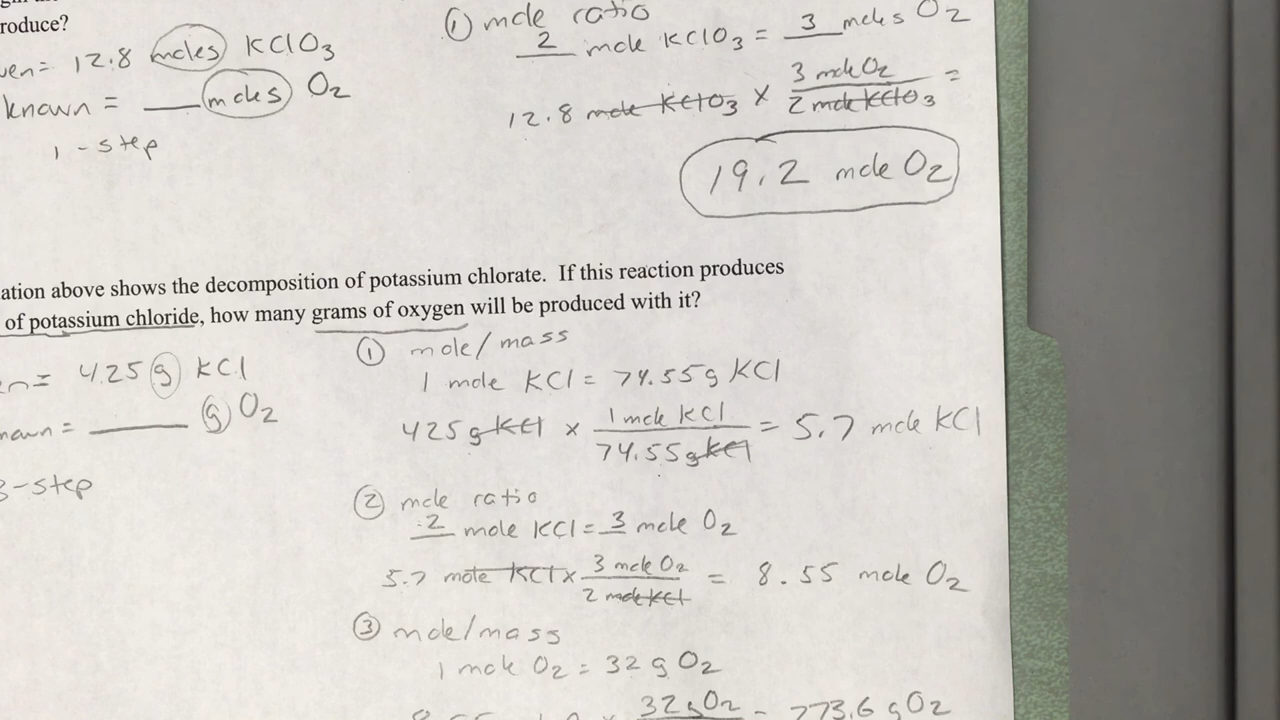 roduce?
① mole ratio
2 mole KClO3 = 3 moles O2
12.8 moles KClO3
known = ___ moles O2
12.8 mole KClO3 x 3 mole O2 / 2 mole KClO3 =
1-step
19.2 mole O2
ation above shows the decomposition of potassium chlorate. If this reaction produces
of potassium chloride, how many grams of oxygen will be produced with it?
① mole/mass
425 g KCl
1 mole KCl = 74.55g KCl
___ g O2
425 g KCl x 1 mole KCl / 74.55 g KCl = 5.7 mole KCl
3-step
② mole ratio
2 mole KCl = 3 mole O2
5.7 mole KCl x 3 mole O2 / 2 mole KCl = 8.55 mole O2
③ mole/mass
1 mole O2 = 32 g O2
32 g O2 = 273.6 g O2